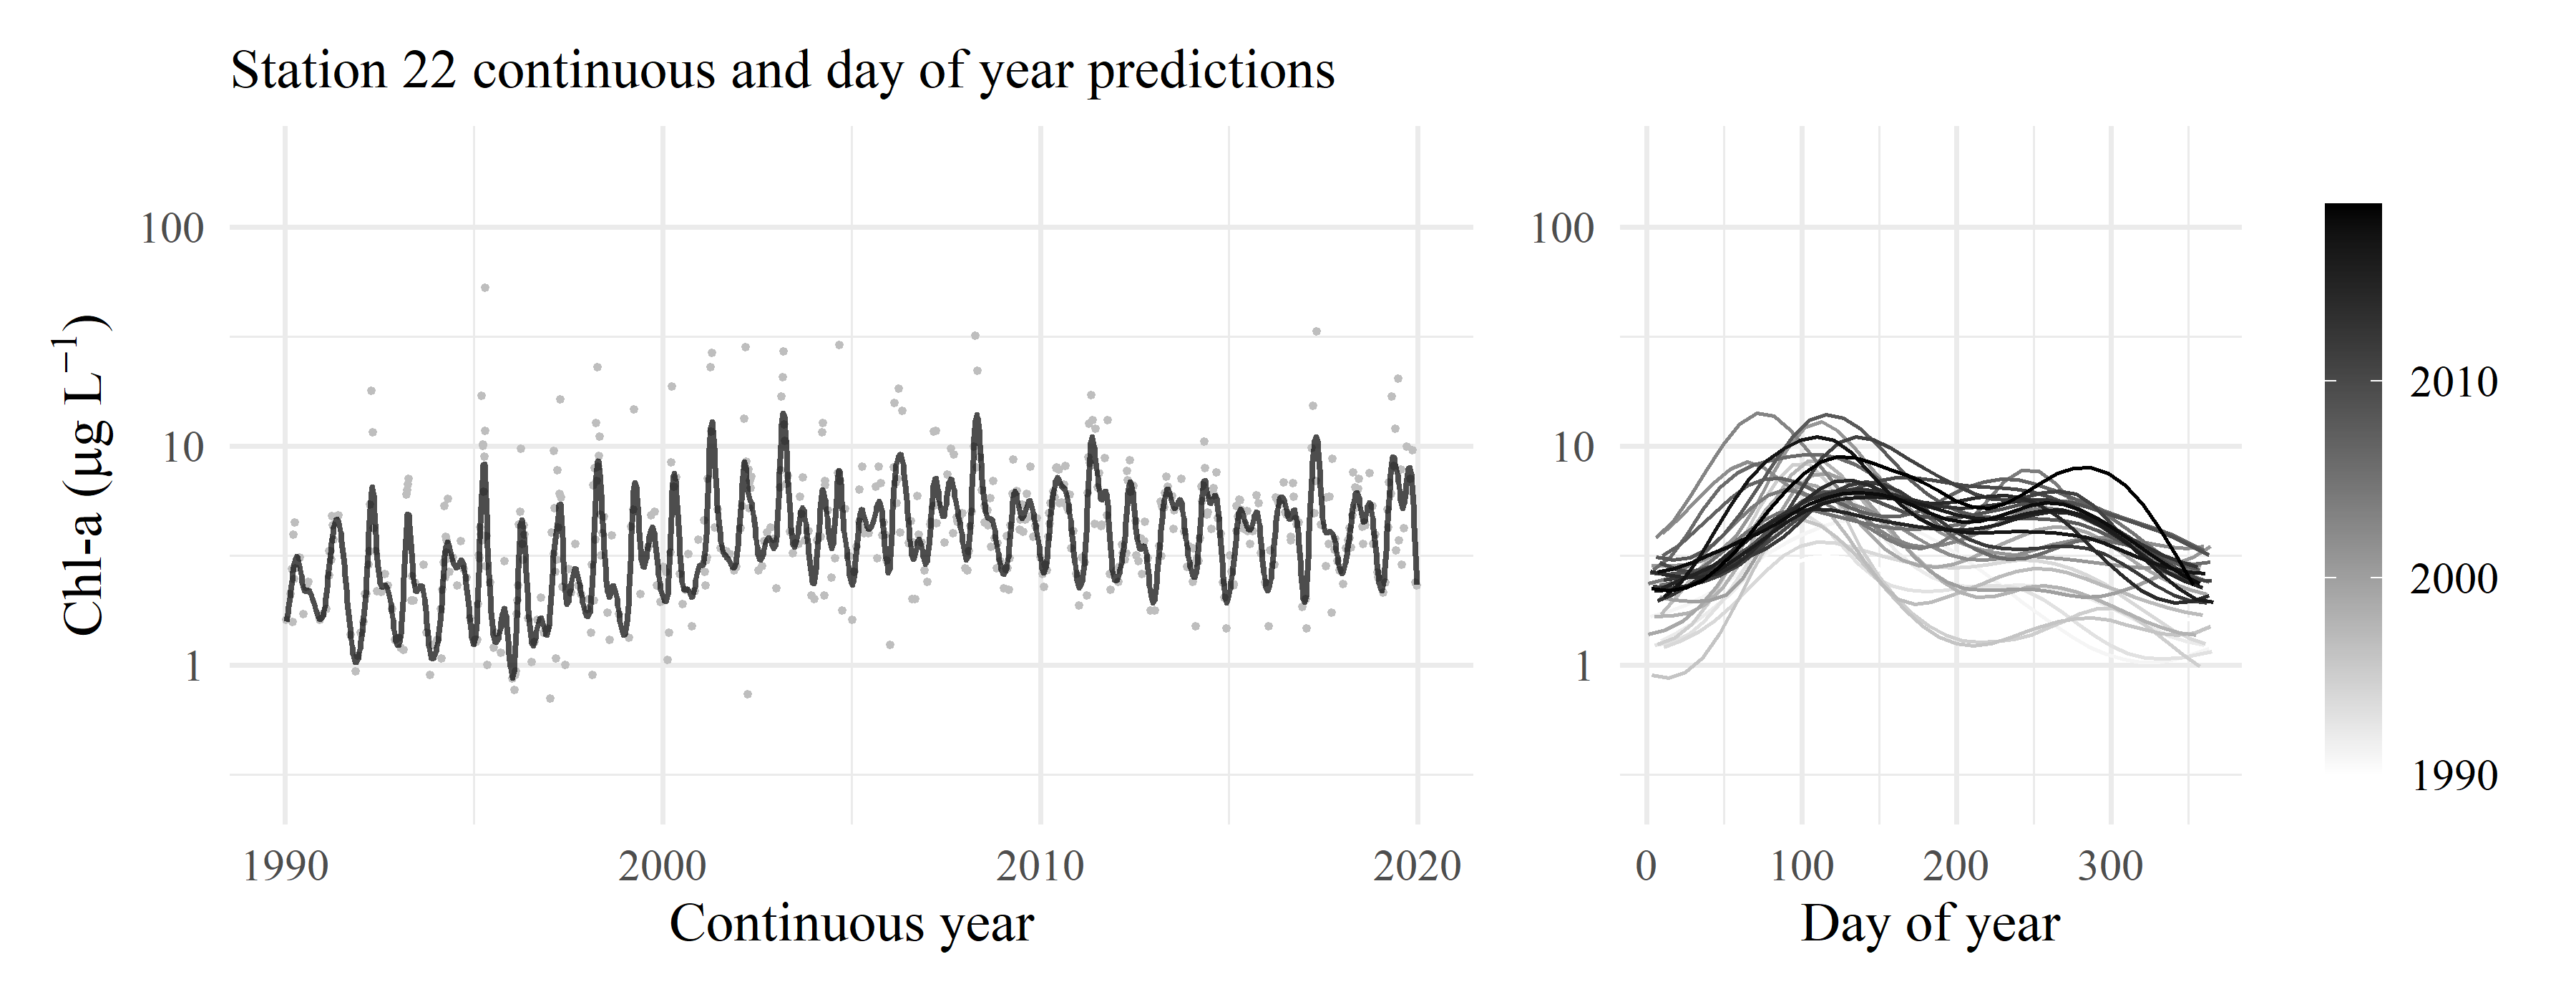 Station 22 continuous and day of year predictions
Chl-a (μg L⁻¹)
100
10
1
1990 2000 2010 2020
Continuous year
100
10
1
0 100 200 300
Day of year
2010
2000
1990